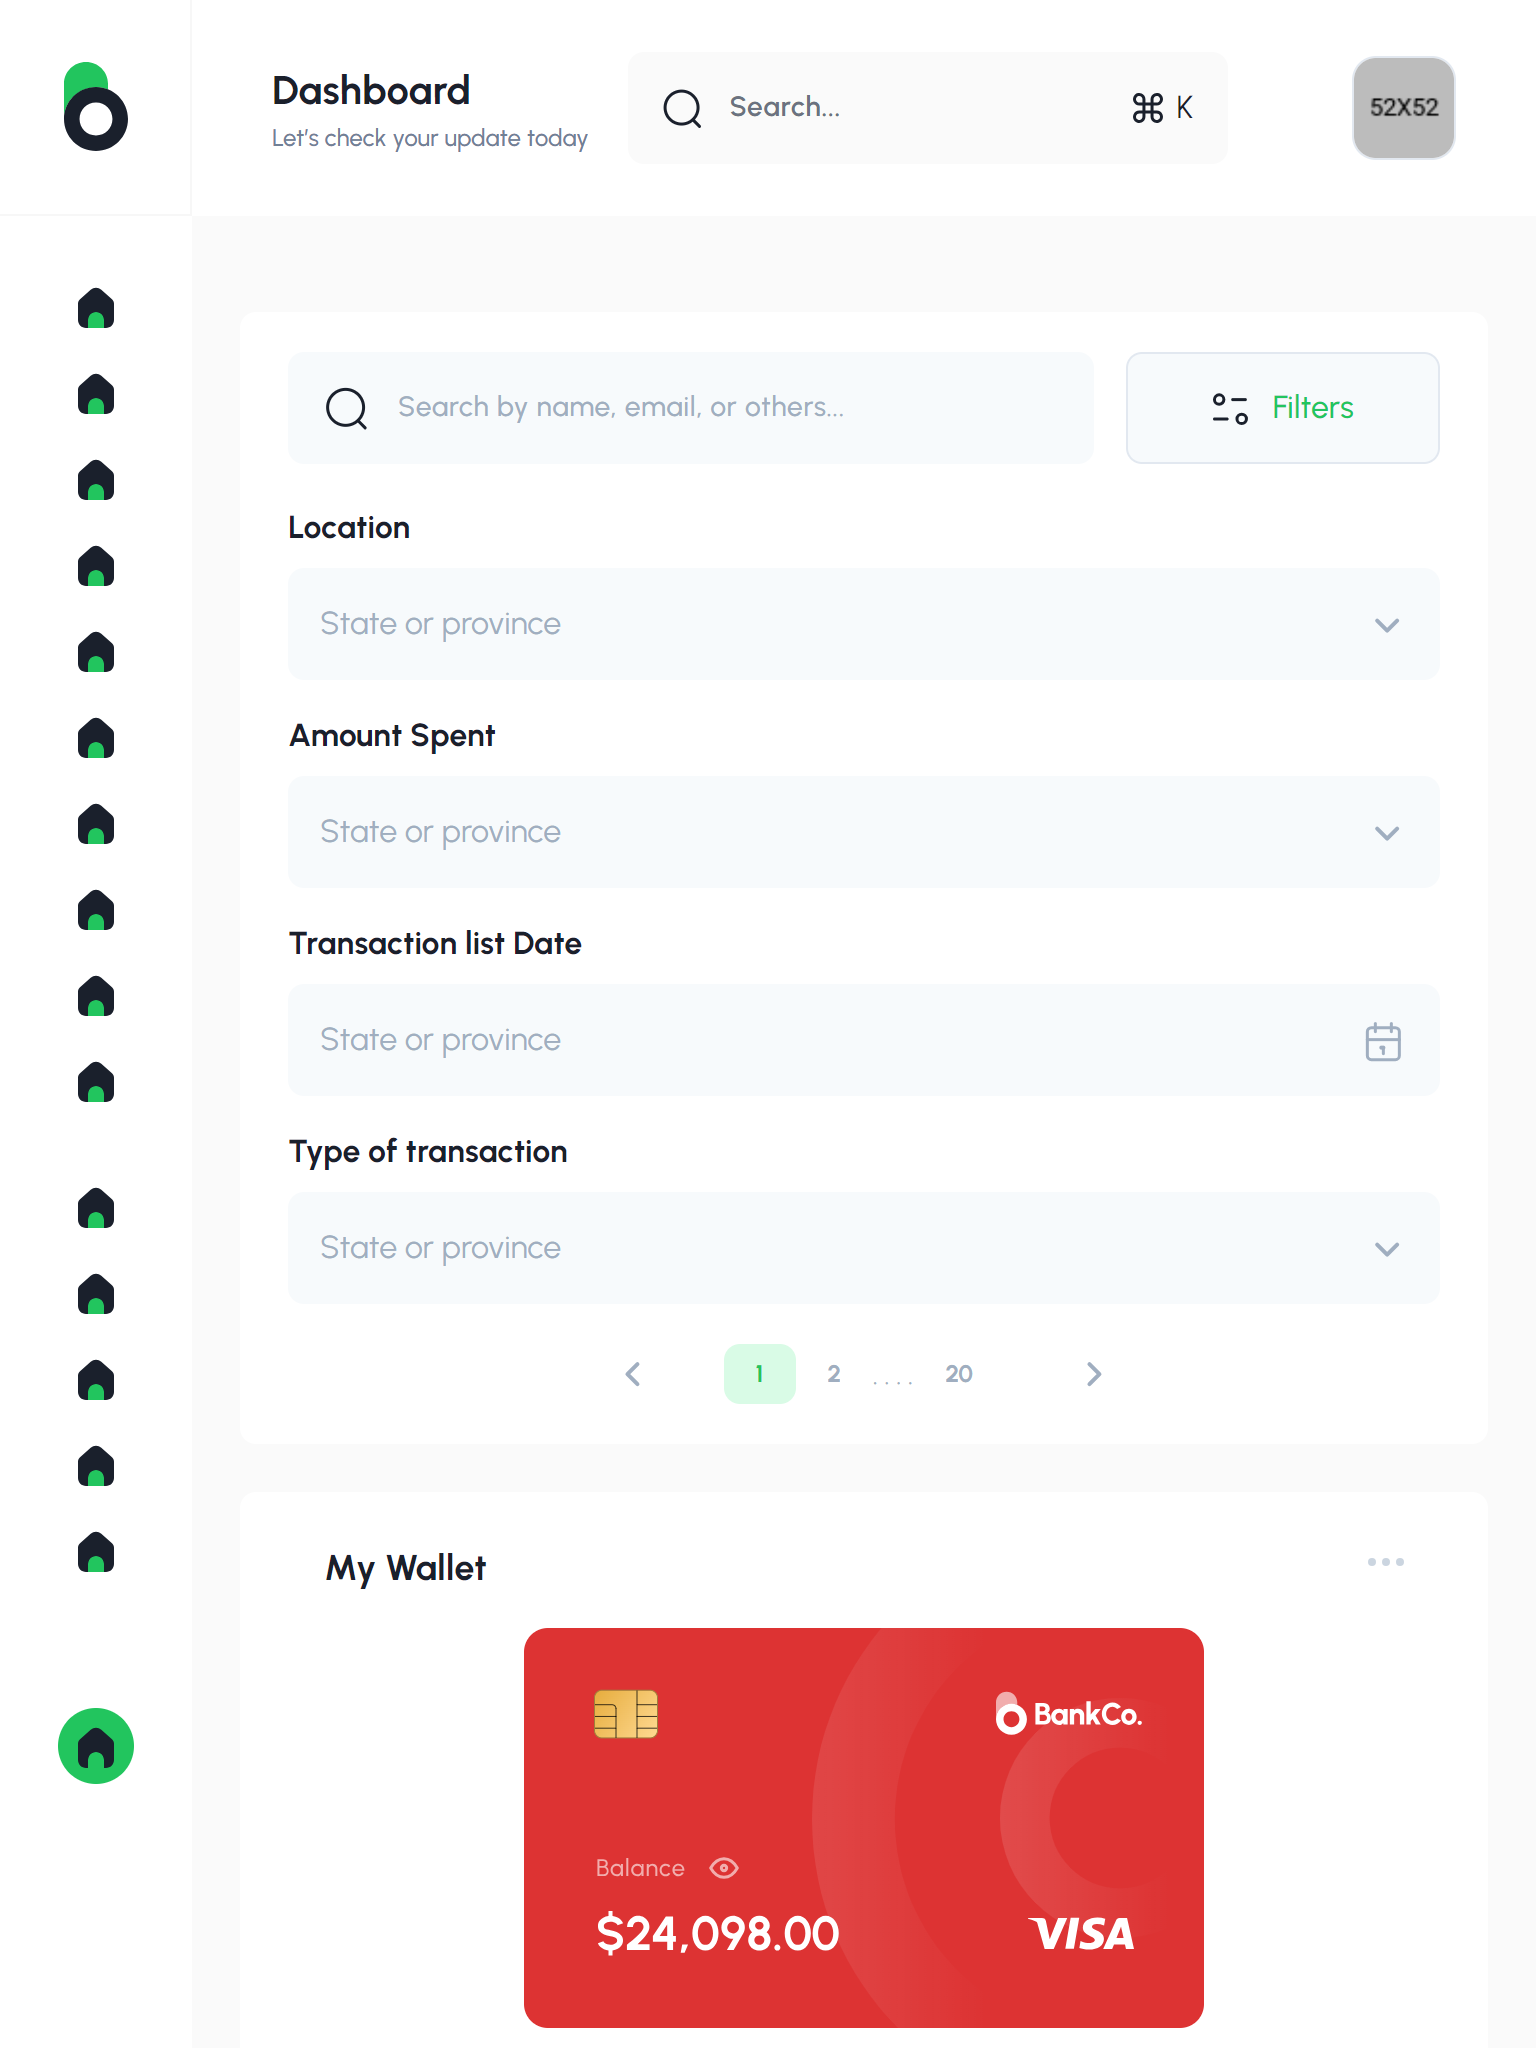 Dashboard
Let's check your update today
Search...
⌘ K
52X52
Search by name, email, or others...
Filters
Location
State or province
Amount Spent
State or province
Transaction list Date
State or province
Type of transaction
State or province
1 2 .... 20
My Wallet
BankCo.
Balance
$24,098.00
VISA